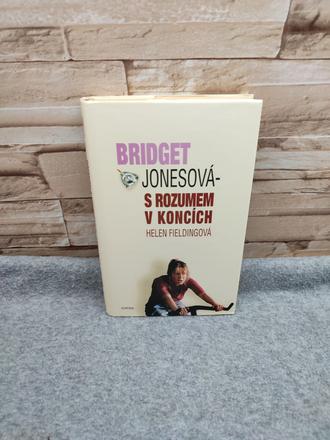 BRIDGET
JONESOVÁ-
S ROZUMEM
V KONCÍCH
HELEN FIELDINGOVÁ